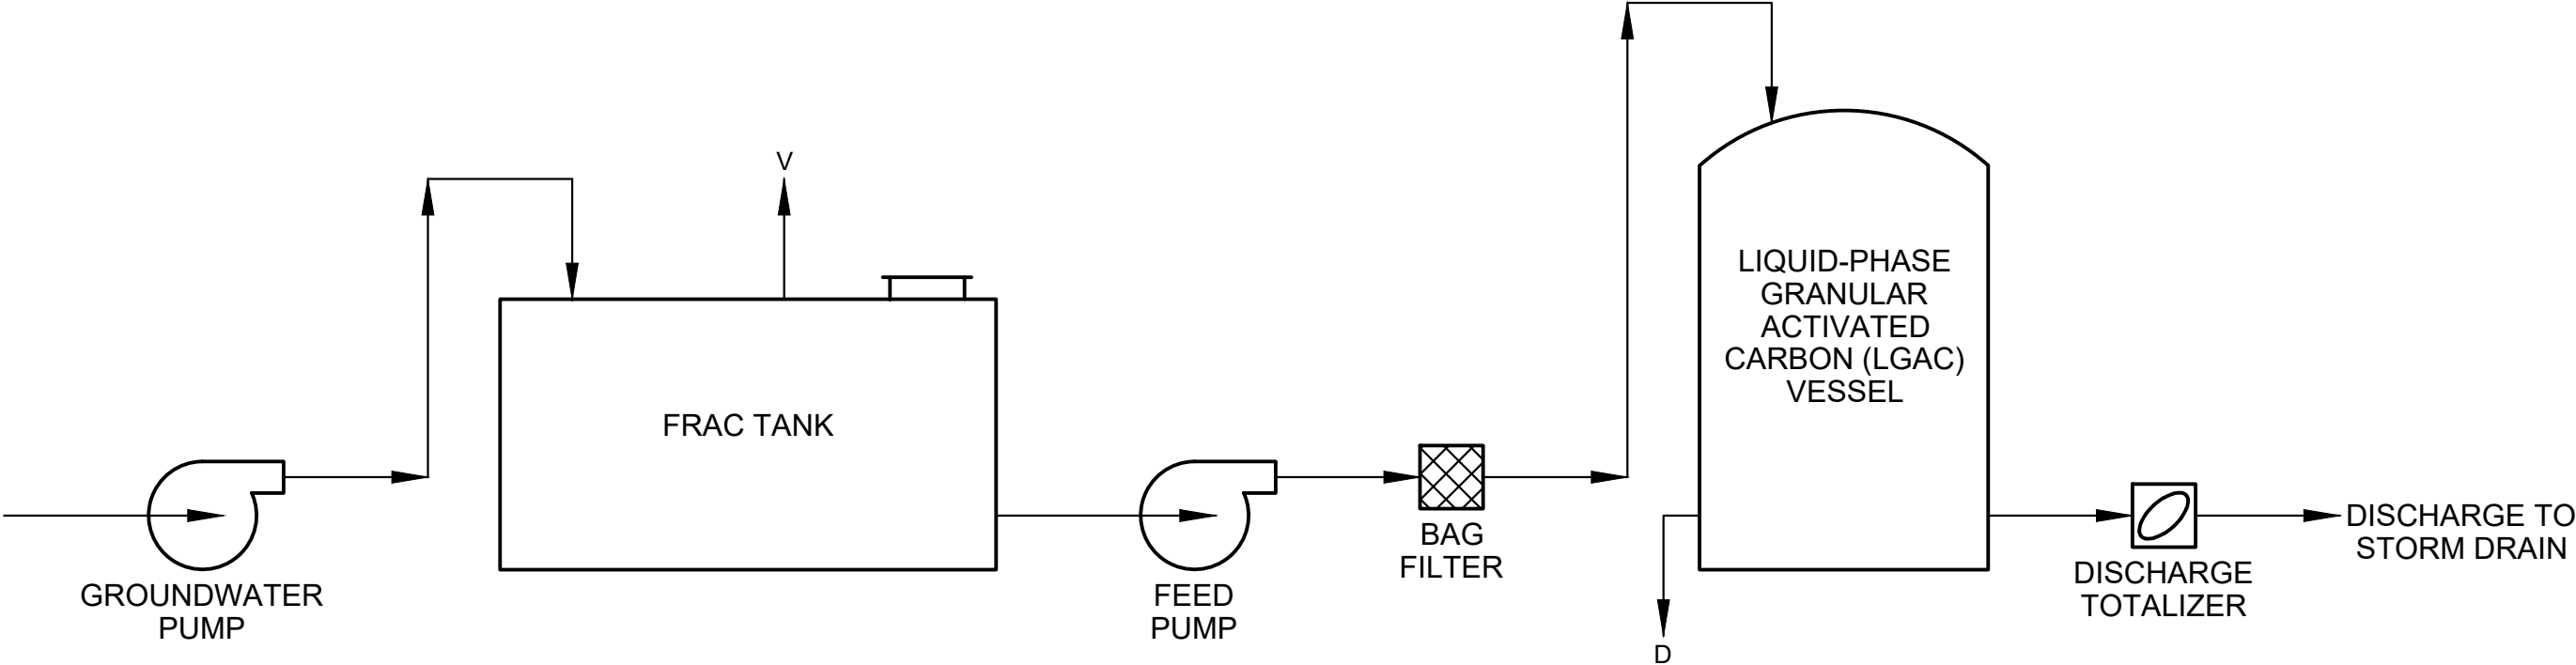 GROUNDWATER
PUMP
V
FRAC TANK
FEED
PUMP
BAG
FILTER
LIQUID-PHASE
GRANULAR
ACTIVATED
CARBON (LGAC)
VESSEL
D
DISCHARGE
TOTALIZER
DISCHARGE TO
STORM DRAIN